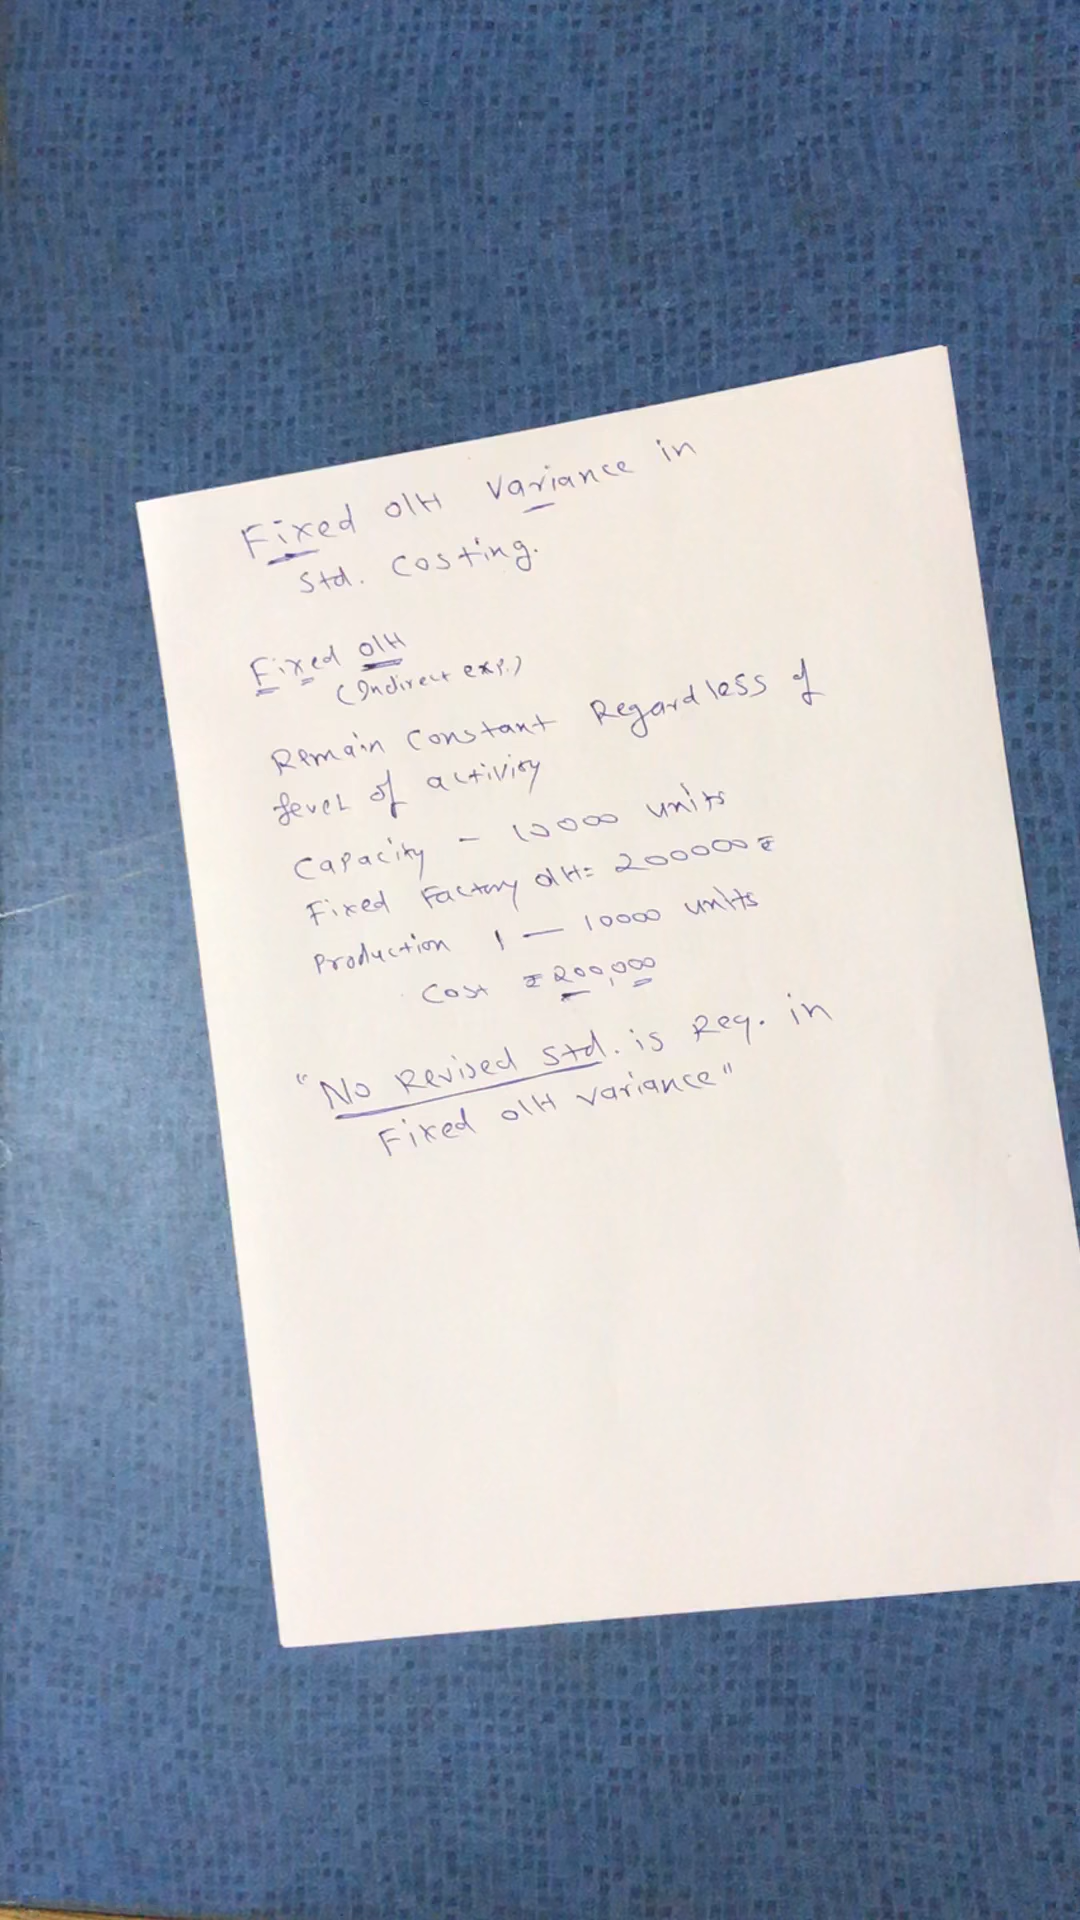 Fixed O/H Variance in
Std. Costing.
Fixed O/H
(Indirect exp.)
Remain Constant Regardless of
level of activity
Capacity - 10000 units
Fixed Factory O/H = 200000 ₹
Production 1 — 10000 units
Cost ₹ 200,000
"No Revised Std. is Req. in
Fixed O/H Variance"